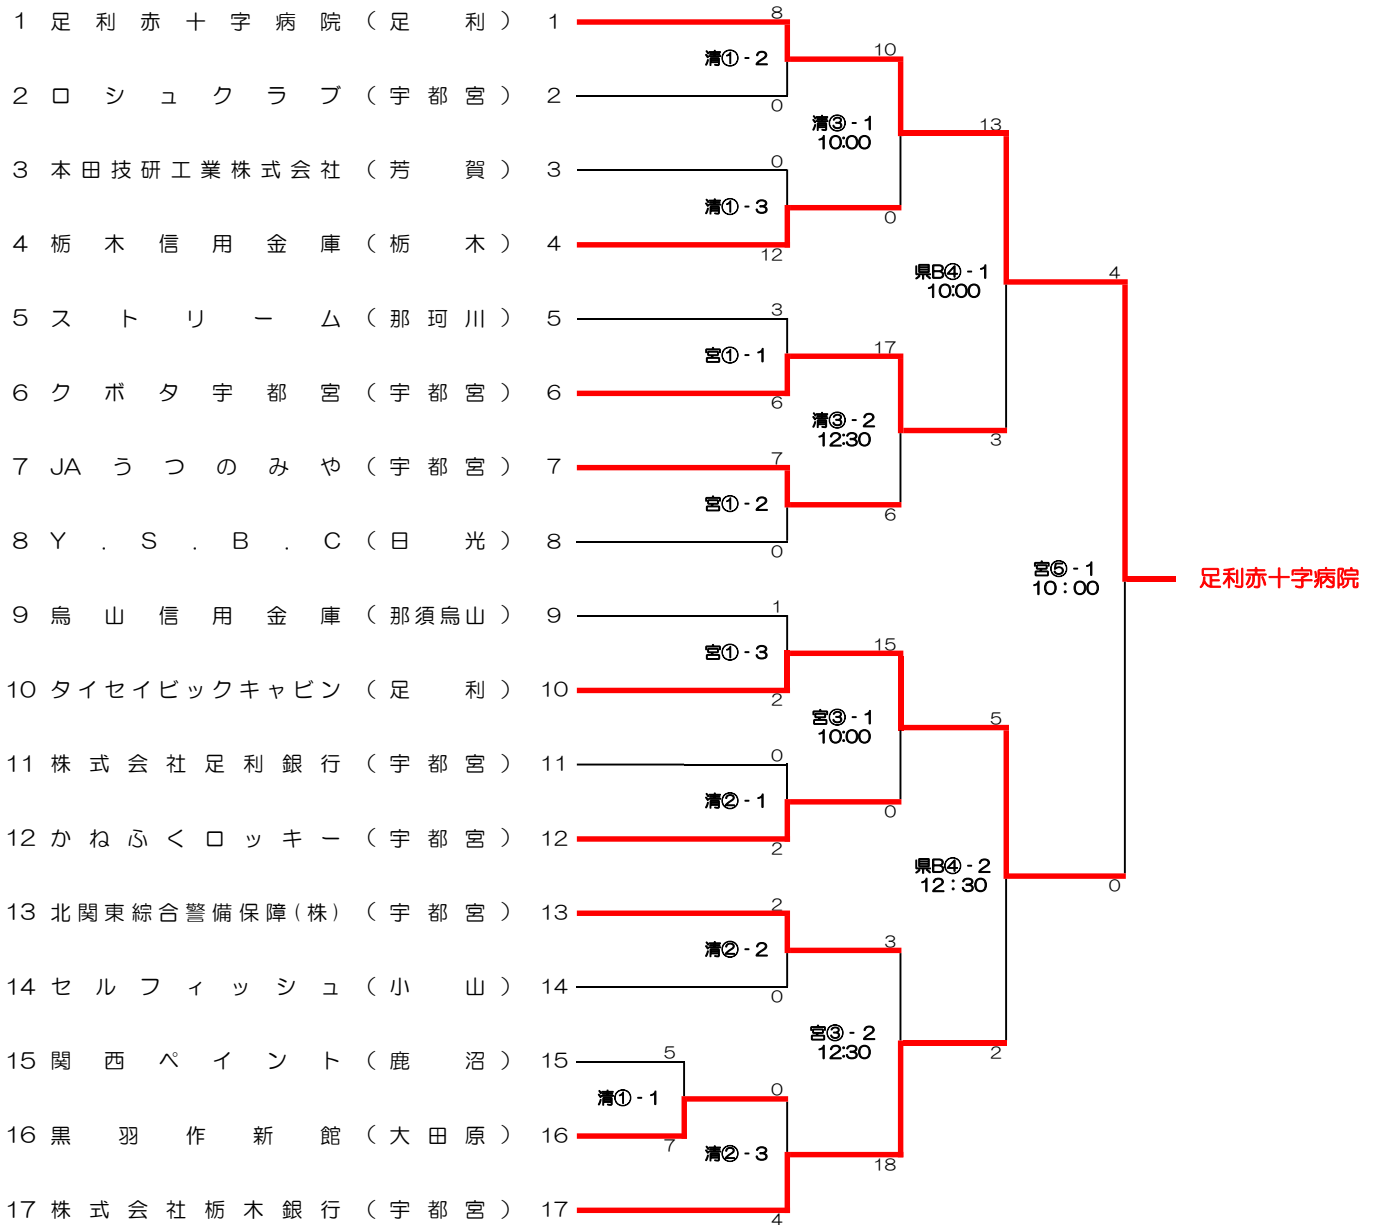 1 足利赤十字病院(足利) 1
8
清①-2
10
2 ロシュクラブ(宇都宮) 2
0
清③-1
10:00
13
3 本田技研工業株式会社(芳賀) 3
0
清①-3
0
4 栃木信用金庫(栃木) 4
12
県B④-1
10:00
4
5 ストリーム(那珂川) 5
3
宮①-1
17
6 クボタ宇都宮(宇都宮) 6
6
清③-2
12:30
3
7 JAうつのみや(宇都宮) 7
7
宮①-2
6
8 Y.S.B.C(日光) 8
0
宮⑤-1
10:00
足利赤十字病院
9 烏山信用金庫(那須烏山) 9
1
宮①-3
15
10 タイセイビックキャビン(足利) 10
2
宮③-1
10:00
5
11 株式会社足利銀行(宇都宮) 11
0
清②-1
0
12 かねふくロッキー(宇都宮) 12
2
県B④-2
12:30
0
13 北関東綜合警備保障(株)(宇都宮) 13
2
清②-2
3
14 セルフィッシュ(小山) 14
0
宮③-2
12:30
2
15 関西ペイント(鹿沼) 15
5
清①-1
0
16 黒羽作新館(大田原) 16
7
清②-3
18
17 株式会社栃木銀行(宇都宮) 17
4